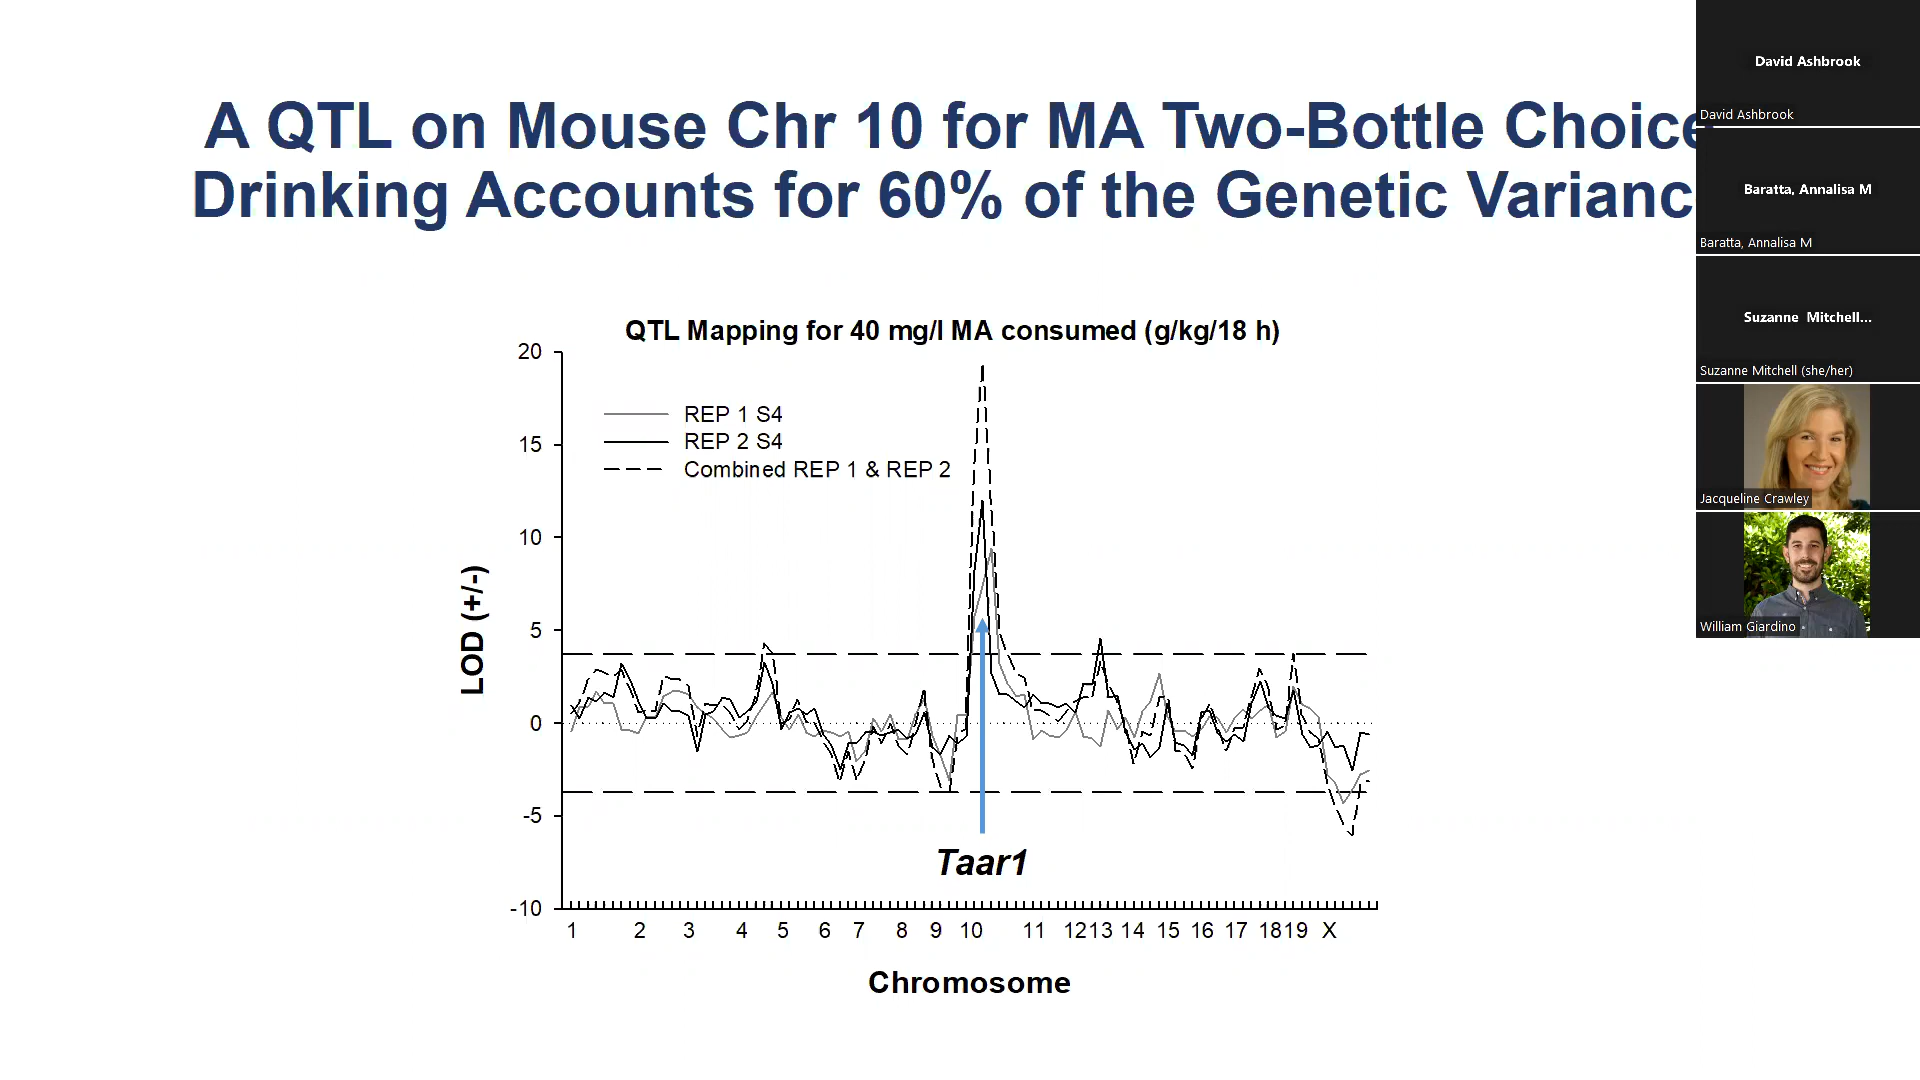 A QTL on Mouse Chr 10 for MA Two-Bottle Choice
Drinking Accounts for 60% of the Genetic Varianc
QTL Mapping for 40 mg/l MA consumed (g/kg/18 h)
20
15
10
5
0
-5
-10
LOD (+/-)
REP 1 S4
REP 2 S4
Combined REP 1 & REP 2
Taar1
1 2 3 4 5 6 7 8 9 10 11 12 13 14 15 16 17 18 19 X
Chromosome
David Ashbrook
David Ashbrook
Baratta, Annalisa M
Baratta, Annalisa M
Suzanne Mitchell...
Suzanne Mitchell (she/her)
Jacqueline Crawley
William Giardino